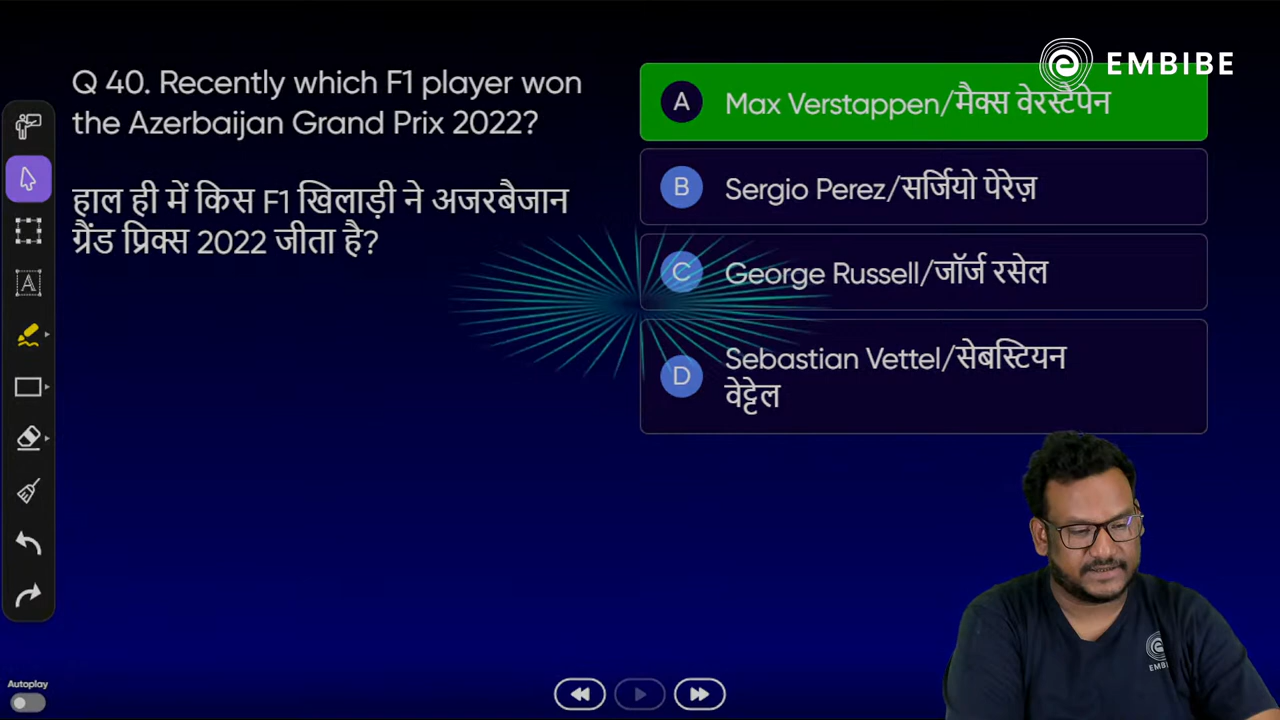 EMBIBE
Q 40. Recently which F1 player won
the Azerbaijan Grand Prix 2022?
हाल ही में किस F1 खिलाड़ी ने अजरबैजान
ग्रैंड प्रिक्स 2022 जीता है?
A Max Verstappen/मैक्स वेरस्टैपेन
B Sergio Perez/सर्जियो पेरेज़
C George Russell/जॉर्ज रसेल
D Sebastian Vettel/सेबस्टियन
वेट्टेल
A
Autoplay
EMB